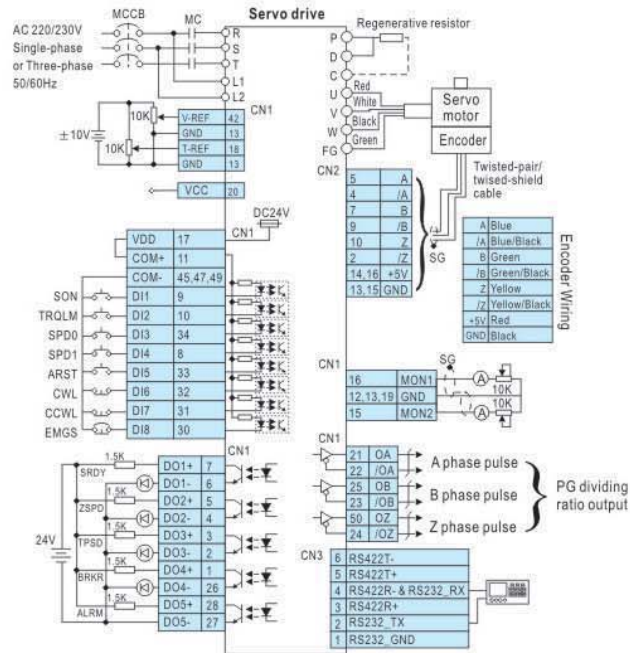 Servo drive
MCCB
MC
AC 220/230V
Single-phase
or Three-phase
50/60Hz
R
S
T
L1
L2
CN1
±10V
10K
10K
V-REF 42
GND 13
T-REF 18
GND 13
VCC 20
DC24V
CN1
VDD 17
COM+ 11
COM- 45,47,49
SON DI1 9
TRQLM DI2 10
SPD0 DI3 34
SPD1 DI4 8
ARST DI5 33
CWL DI6 32
CCWL DI7 31
EMGS DI8 30
CN1
24V
1.5K
SRDY
DO1+ 7
DO1- 6
1.5K
ZSPD
DO2+ 5
DO2- 4
1.5K
TPSD
DO3+ 3
DO3- 2
1.5K
BRKR
DO4+ 1
DO4- 26
1.5K
ALRM
DO5+ 28
DO5- 27
Regenerative resistor
P
D
C
U Red
V White
W Black
FG Green
Servo
motor
Encoder
CN2
5 A
4 /A
7 B
9 /B
10 Z
2 /Z
14,16 +5V
13,15 GND
Twisted-pair/
twised-shield
cable
SG
A Blue
/A Blue/Black
B Green
/B Green/Black
Z Yellow
/Z Yellow/Black
+5V Red
GND Black
Encoder Wiring
CN1
16 MON1
12,13,19 GND
15 MON2
SG
A
10K
A
10K
CN1
21 OA
22 /OA
25 OB
23 /OB
50 OZ
24 /OZ
A phase pulse
B phase pulse
Z phase pulse
PG dividing
ratio output
CN3
6 RS422T-
5 RS422T+
4 RS422R- & RS232_RX
3 RS422R+
2 RS232_TX
1 RS232_GND